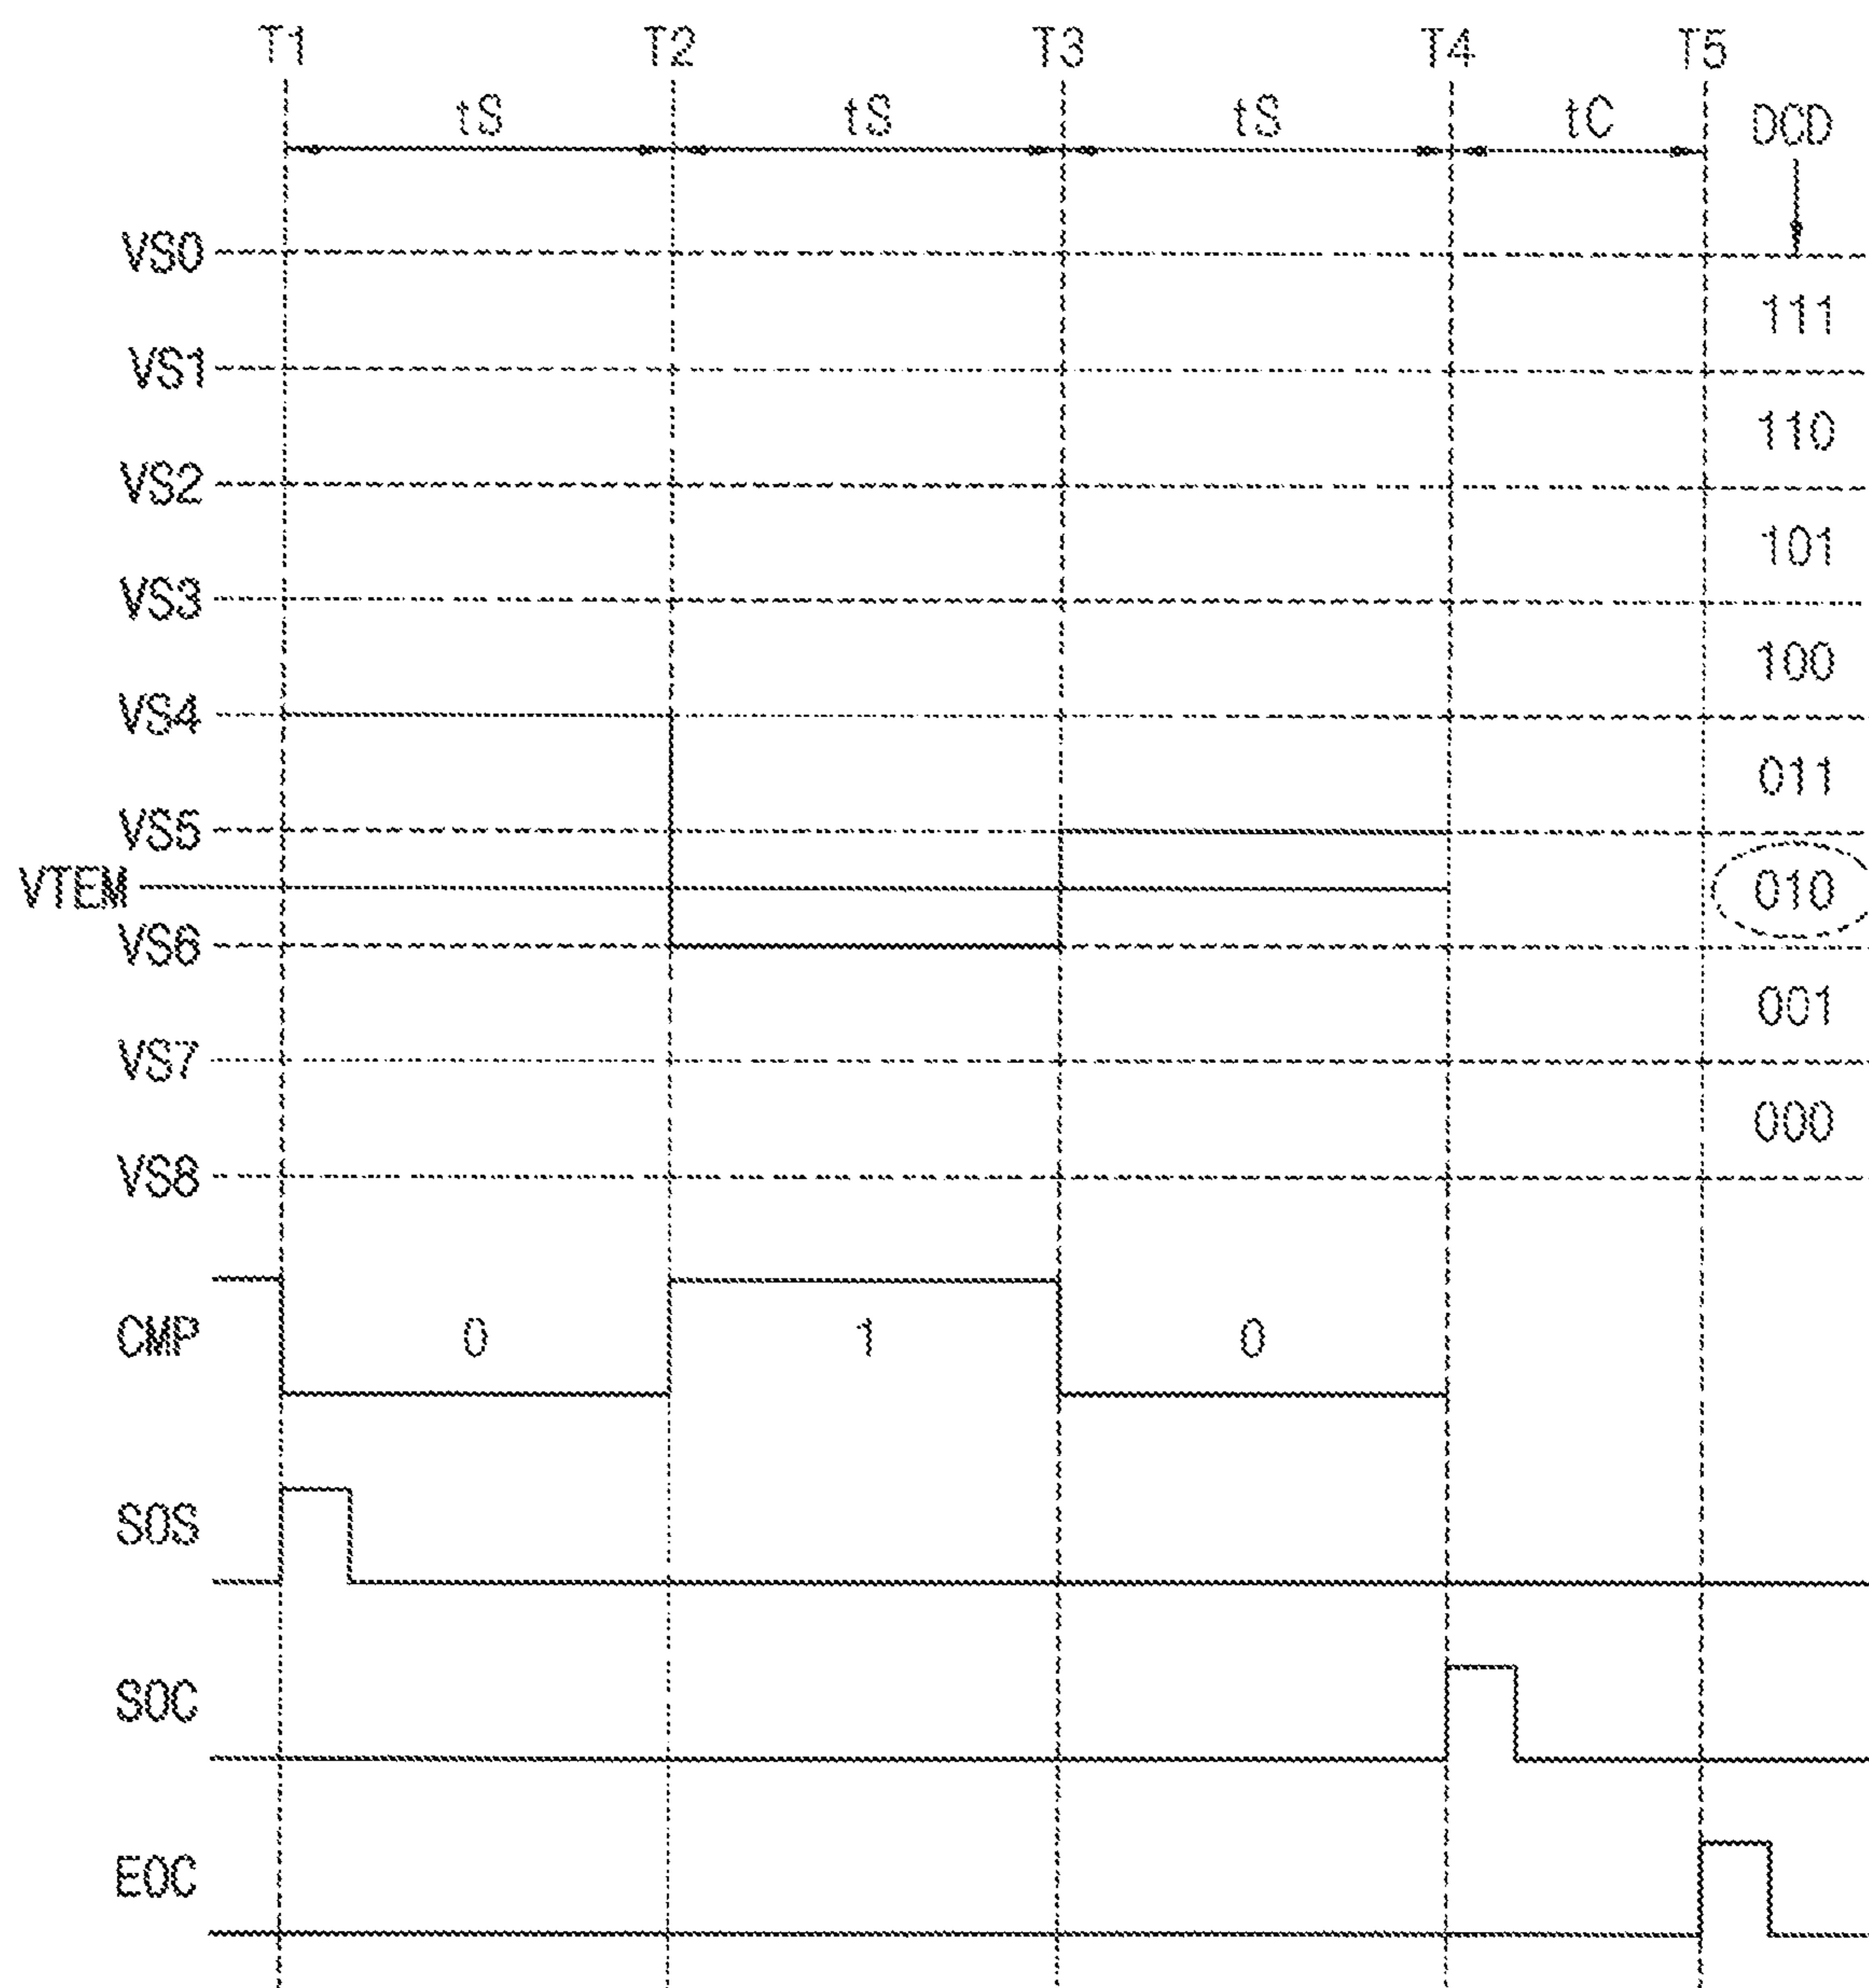 T1 T2 T3 T4 T5
tS tS tS tC DCD
VS0
111
VS1
110
VS2
101
VS3
100
VS4
011
VS5
VTEM 010
VS6
001
VS7
000
VS8
CMP 0 1 0
SOS
SOC
EOC